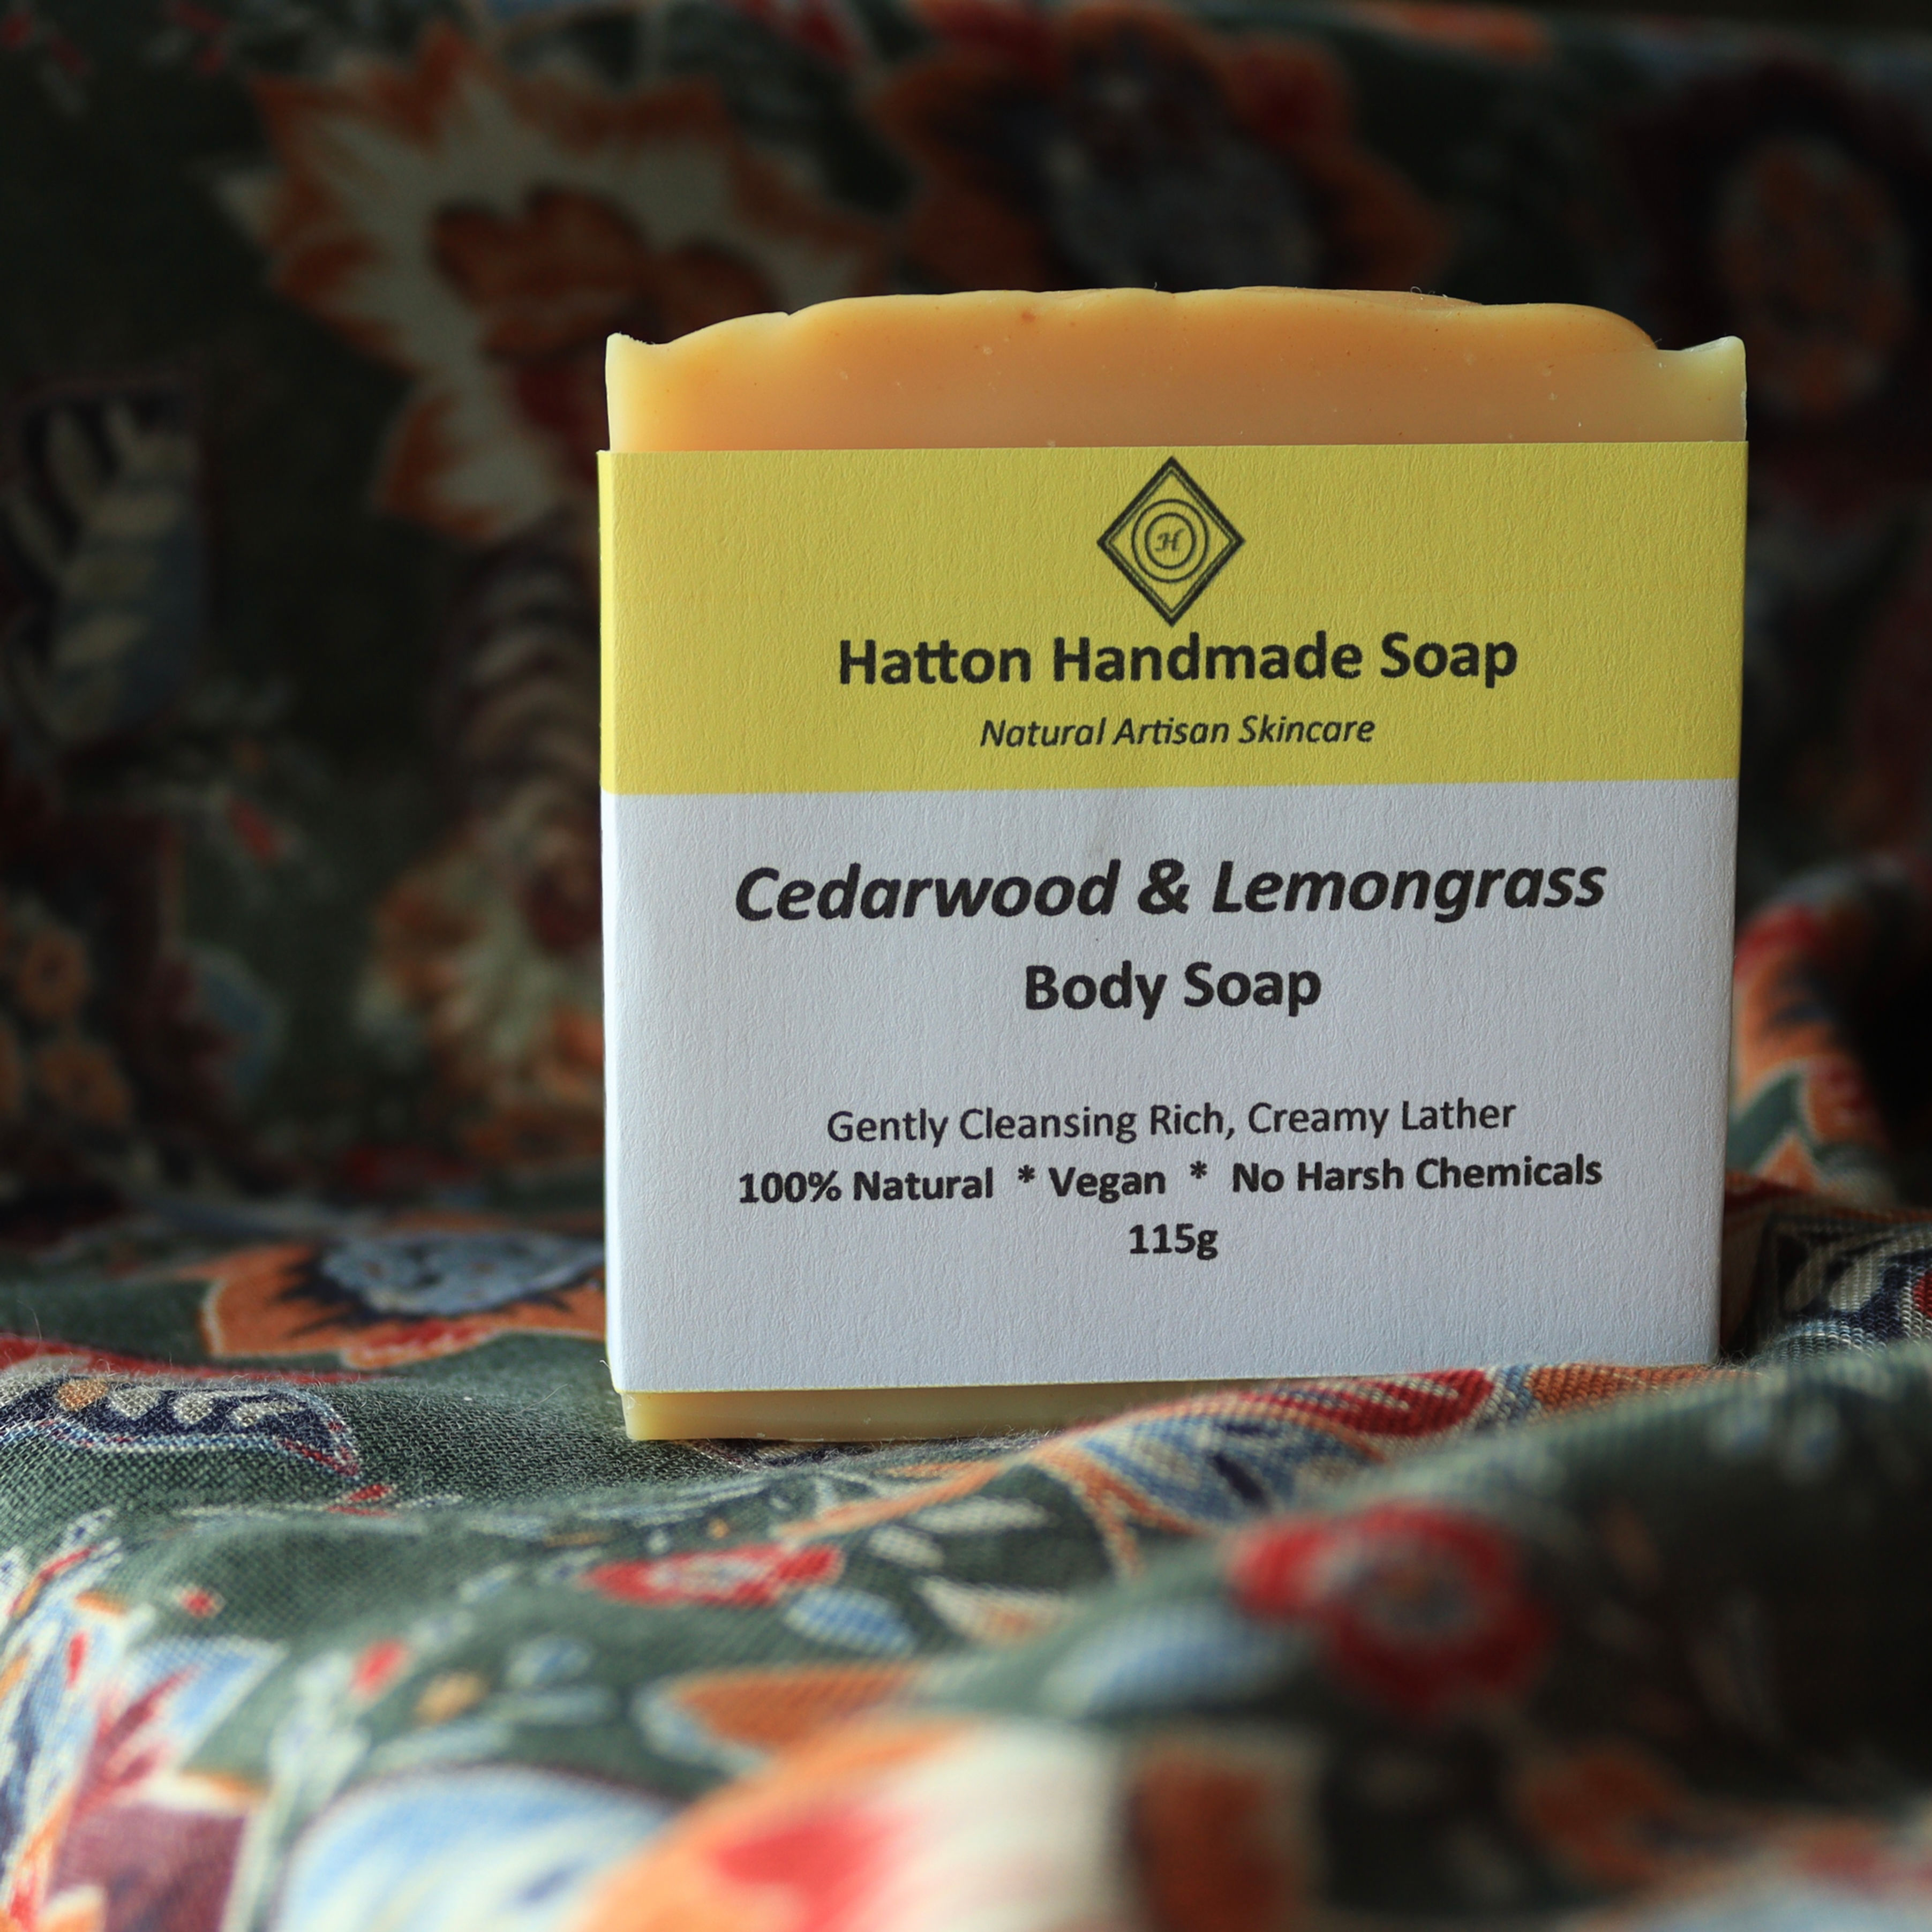 H
Hatton Handmade Soap
Natural Artisan Skincare
Cedarwood & Lemongrass
Body Soap
Gently Cleansing Rich, Creamy Lather
100% Natural * Vegan * No Harsh Chemicals
115g